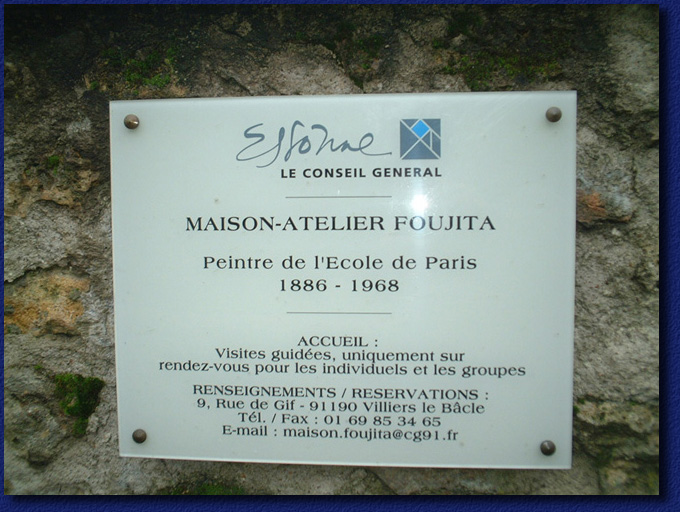 Essonne
LE CONSEIL GENERAL
MAISON-ATELIER FOUJITA
Peintre de l'Ecole de Paris
1886 - 1968
ACCUEIL :
Visites guidées, uniquement sur
rendez-vous pour les individuels et les groupes
RENSEIGNEMENTS / RESERVATIONS :
9, Rue de Gif - 91190 Villiers le Bâcle
Tél. / Fax : 01 69 85 34 65
E-mail : maison.foujita@cg91.fr